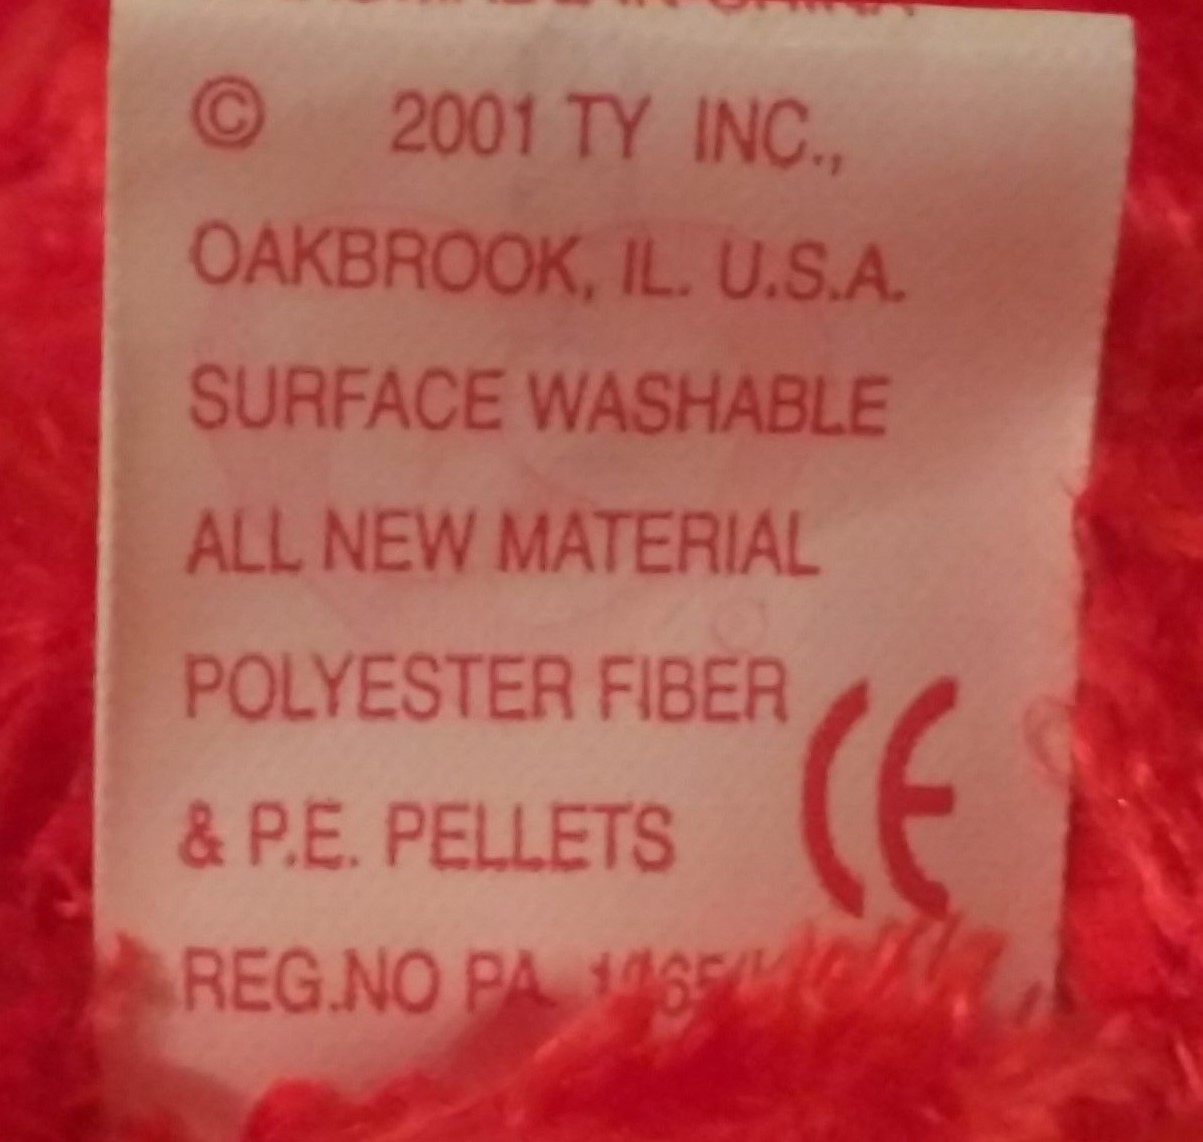 © 2001 TY INC.,
OAKBROOK, IL. U.S.A.
SURFACE WASHABLE
ALL NEW MATERIAL
POLYESTER FIBER
& P.E. PELLETS
CE
REG.NO PA.